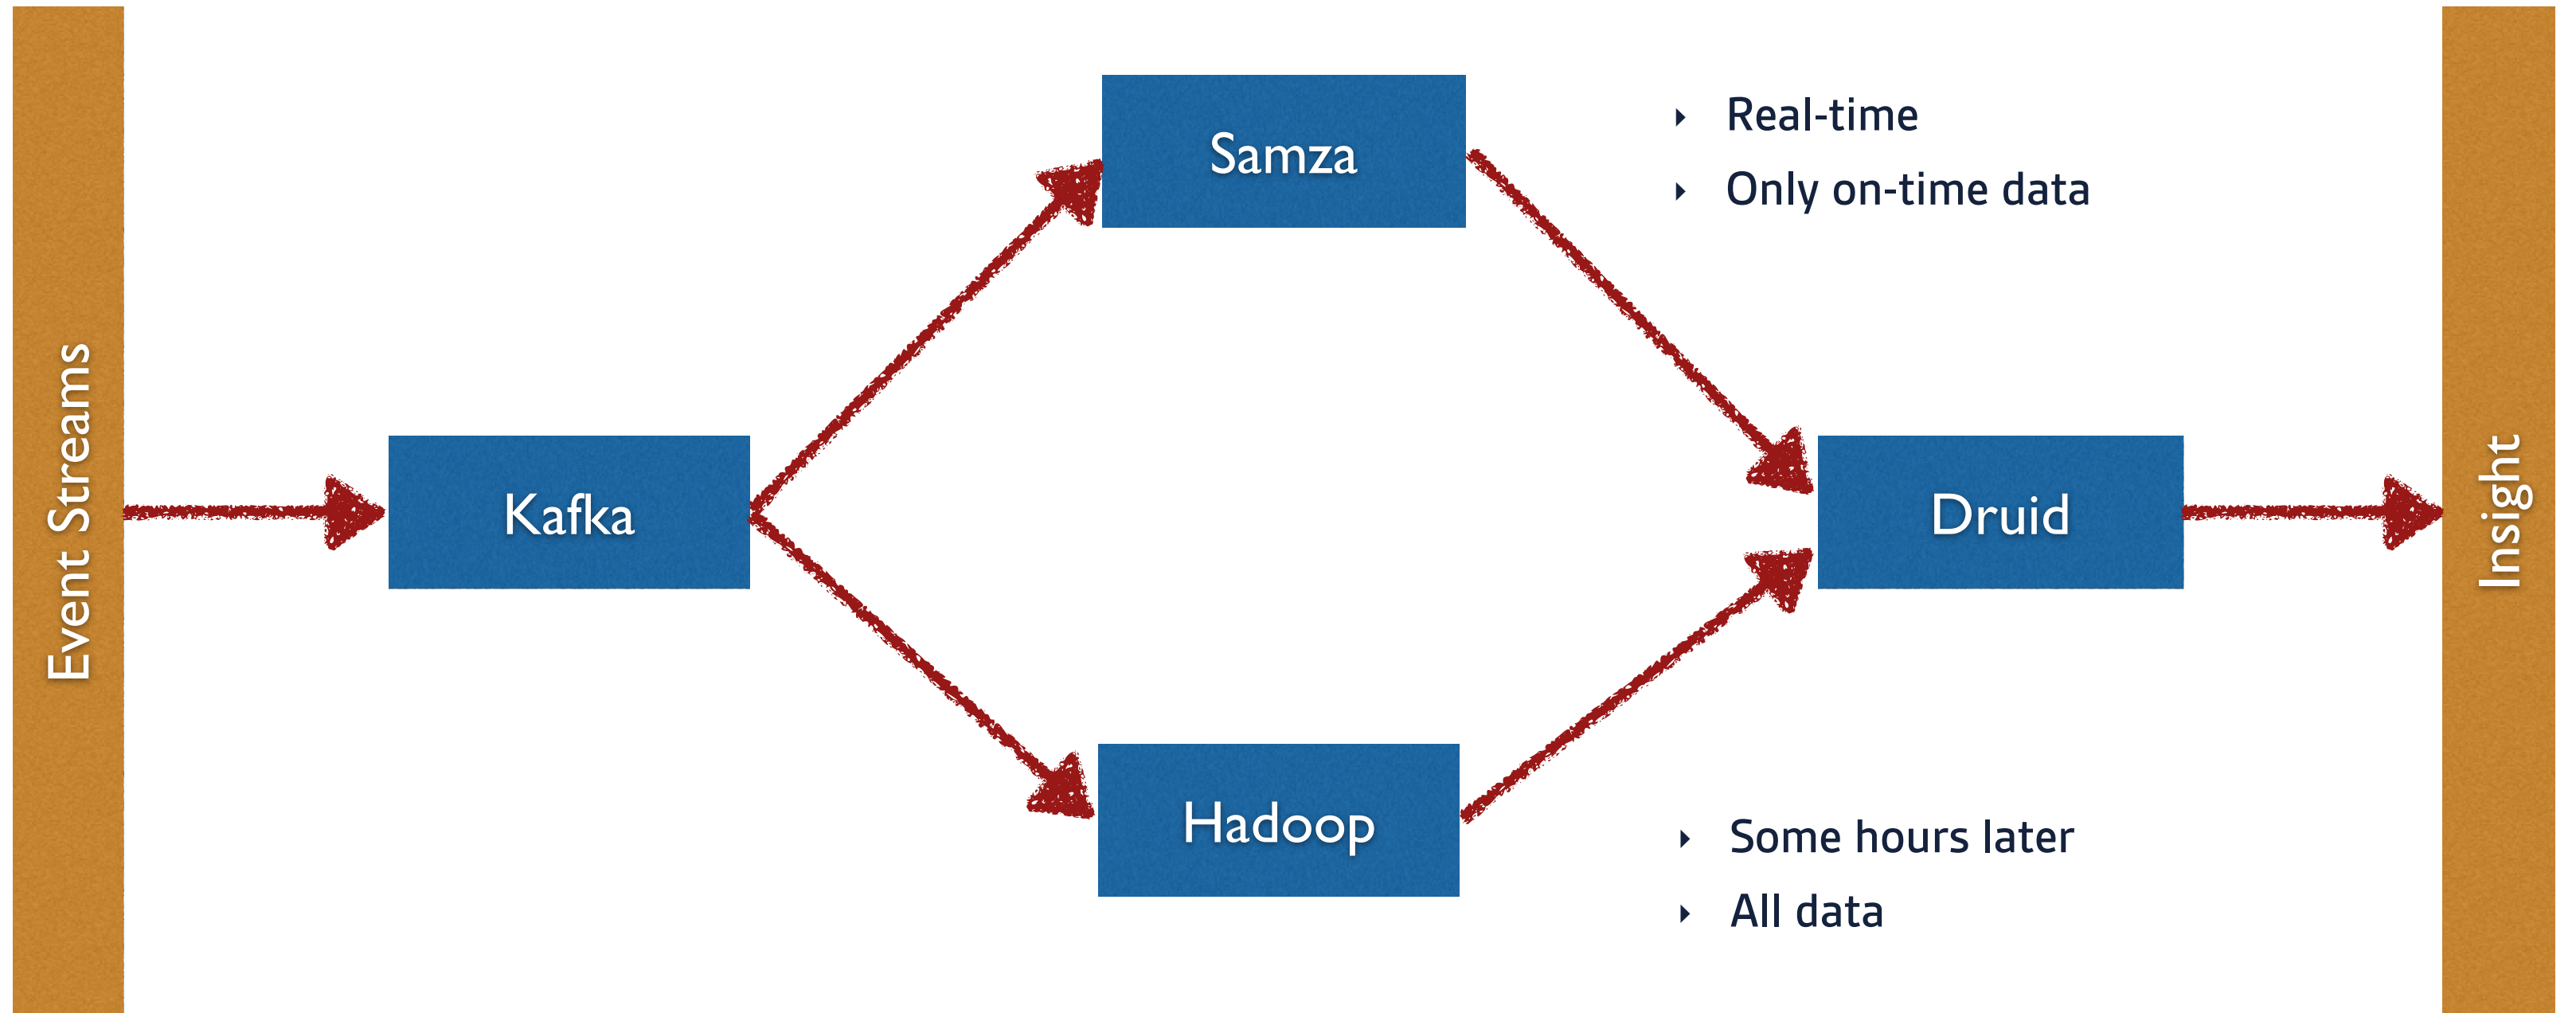 Event Streams
Kafka
Samza
‣ Real-time
‣ Only on-time data
Hadoop
‣ Some hours later
‣ All data
Druid
Insight